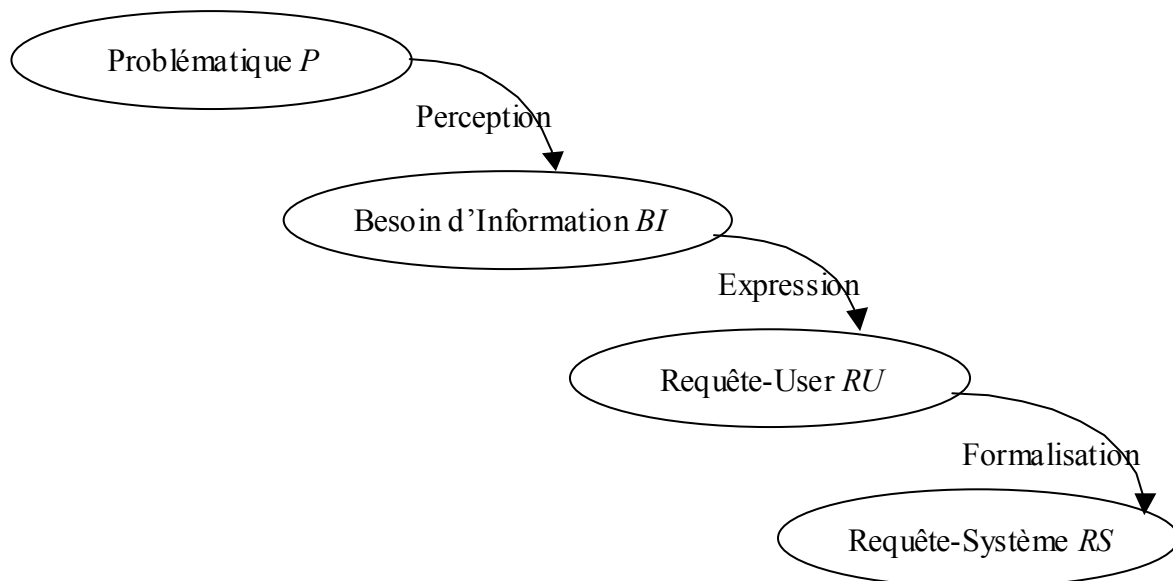 Problématique P
Perception
Besoin d’Information BI
Expression
Requête-User RU
Formalisation
Requête-Système RS